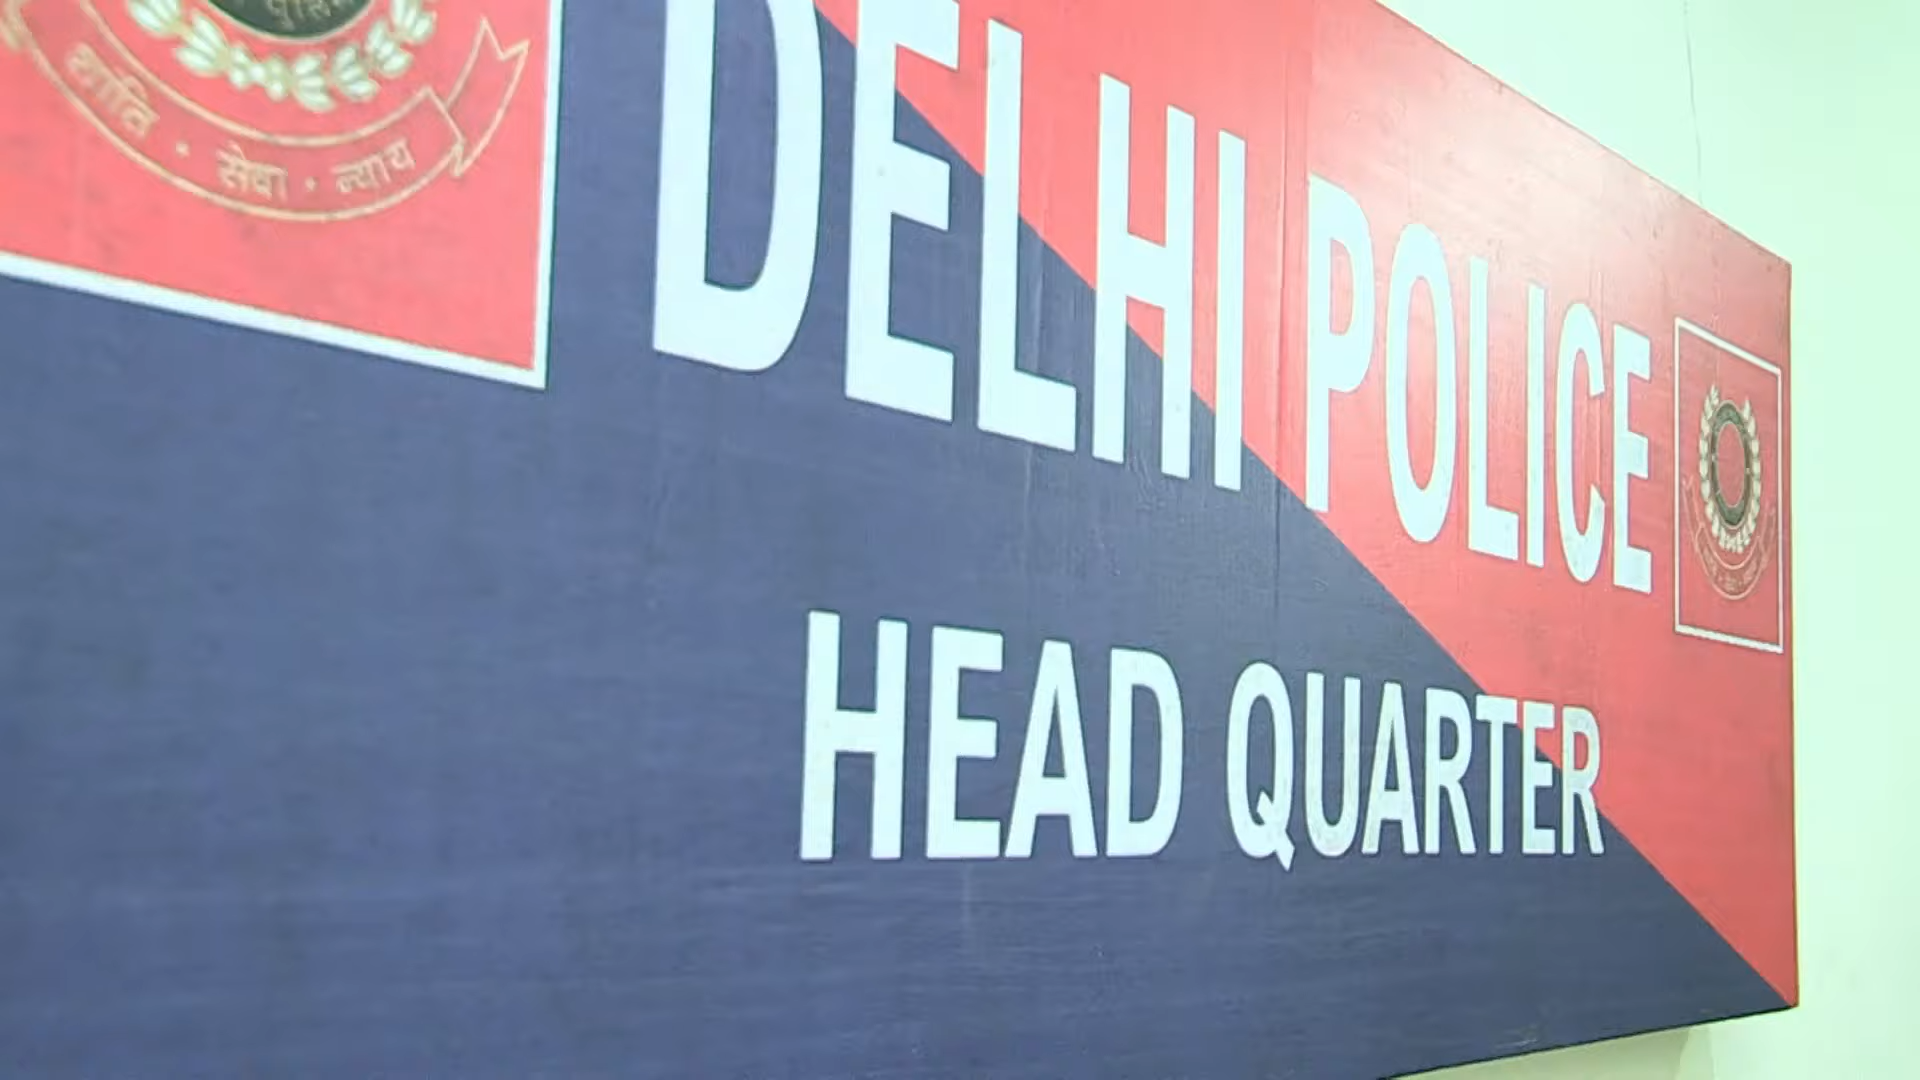 शांति · सेवा · न्याय
DELHI POLICE
HEAD QUARTER